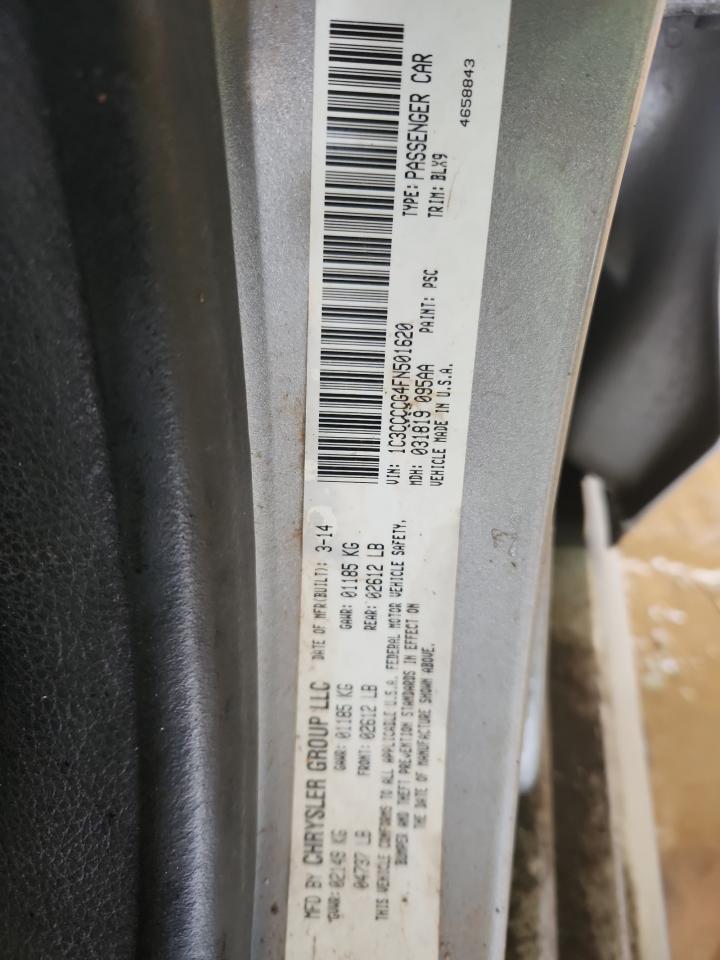 MFD BY CHRYSLER GROUP LLC DATE OF MFR(BUILT): 3-14
GVWR: 02149 KG GAWR: 01185 KG GAWR: 01185 KG
04737 LB FRONT: 02612 LB REAR: 02612 LB
THIS VEHICLE CONFORMS TO ALL APPLICABLE U.S.A. FEDERAL MOTOR VEHICLE SAFETY,
BUMPER AND THEFT PREVENTION STANDARDS IN EFFECT ON
THE DATE OF MANUFACTURE SHOWN ABOVE.
VIN: 1C3CCCCG4FN501620 TYPE: PASSENGER CAR
MDH: 031819 095AA PAINT: PSC TRIM: BLX9
VEHICLE MADE IN U.S.A.
4658843